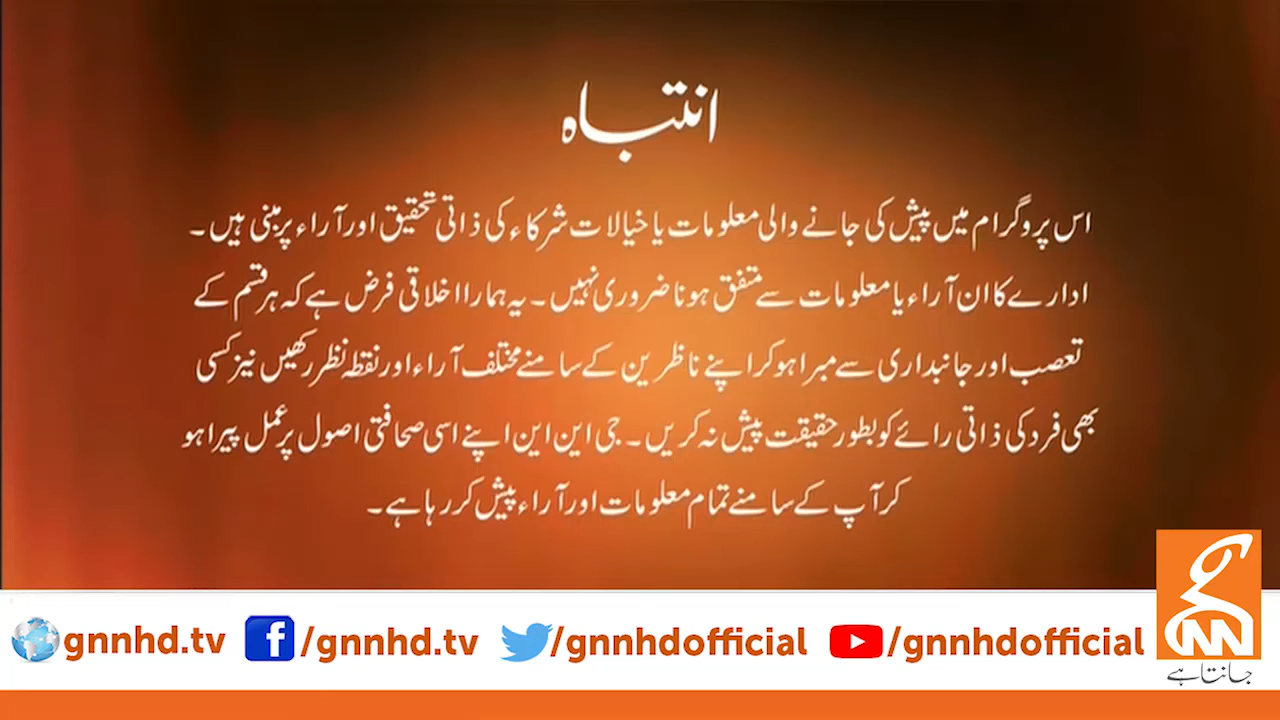 انتباہ
اس پروگرام میں پیش کی جانے والی معلومات یا خیالات شرکاء کی ذاتی تحقیق اور آراء پر مبنی ہیں۔
ادارے کا ان آراء یا معلومات سے متفق ہونا ضروری نہیں۔ یہ ہمارا اخلاقی فرض ہے کہ ہر قسم کے
تعصب اور جانبداری سے مبرا ہو کر اپنے ناظرین کے سامنے مختلف آراء اور نقطہ نظر رکھیں نیز کسی
بھی فرد کی ذاتی رائے کو بطور حقیقت پیش نہ کریں۔ جی این این اپنے اسی صحافتی اصول پر عمل پیرا ہو
کر آپ کے سامنے تمام معلومات اور آراء پیش کر رہا ہے۔
gnnhd.tv /gnnhd.tv /gnnhdofficial /gnnhdofficial
GNN
جانتا ہے